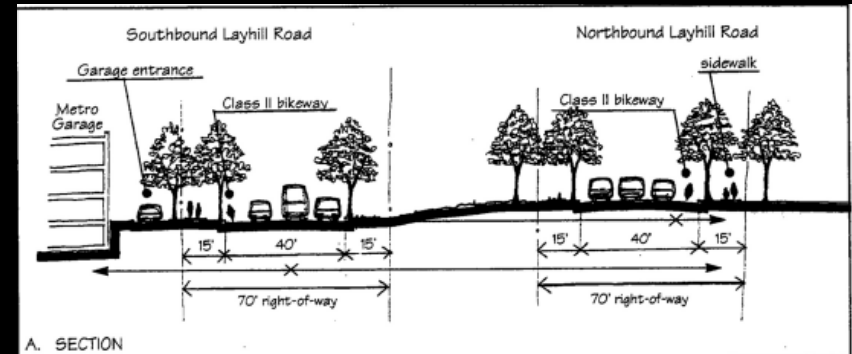 Southbound Layhill Road
Northbound Layhill Road
Garage entrance
sidewalk
Class II bikeway
Class II bikeway
Metro
Garage
15'
40'
15'
15'
40'
15'
70' right-of-way
70' right-of-way
A. SECTION